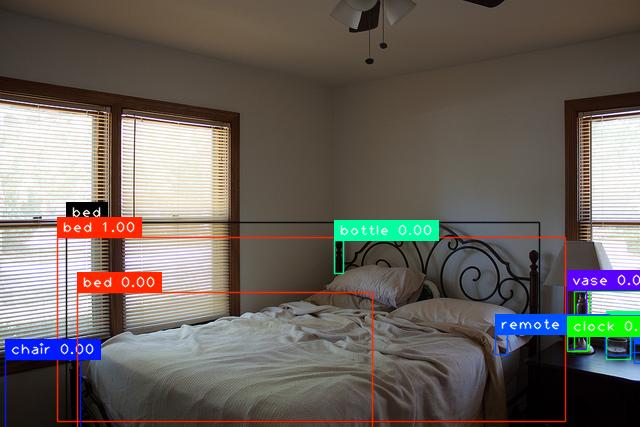 bed
bed 1.00
bottle 0.00
bed 0.00
vase 0.0
remote
clock 0.
chair 0.00